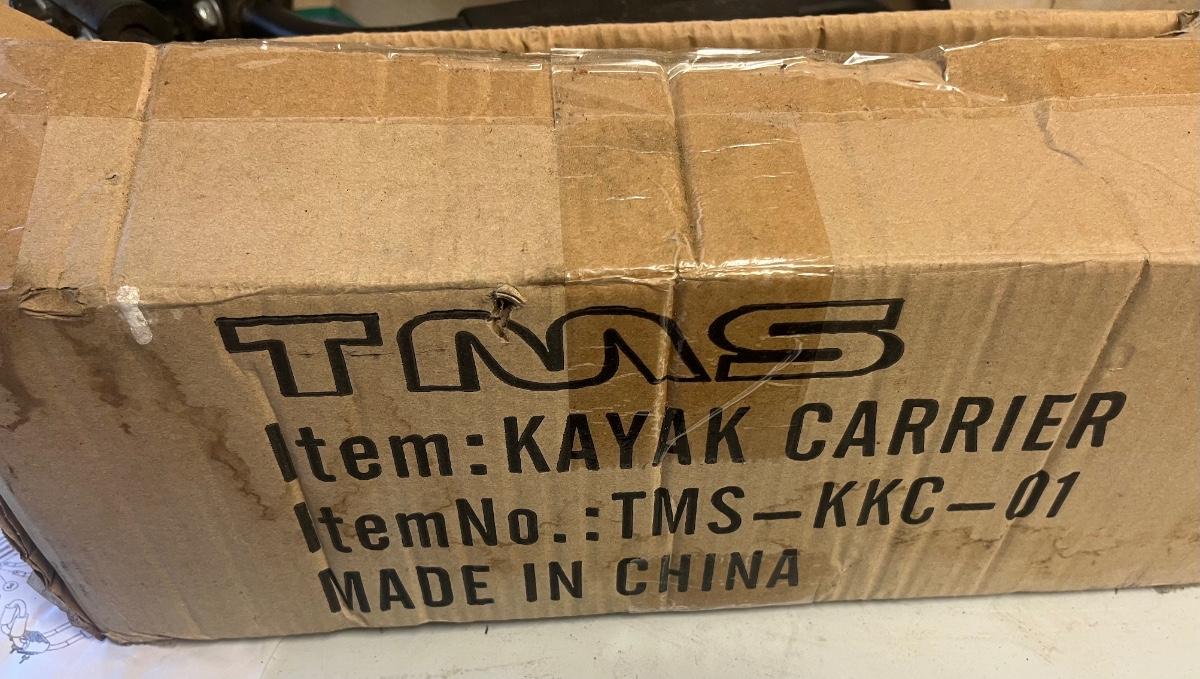 TMS
Item:KAYAK CARRIER
ItemNo.:TMS-KKC-01
MADE IN CHINA